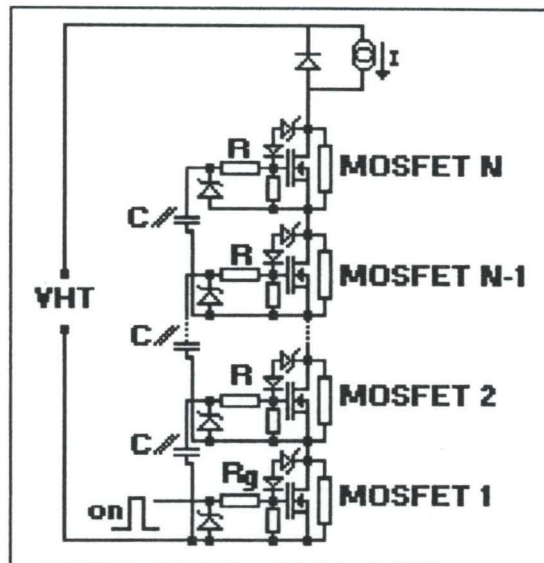 I
R
MOSFET N
C
R
MOSFET N-1
VHT
C
R
MOSFET 2
C
Rg
MOSFET 1
on